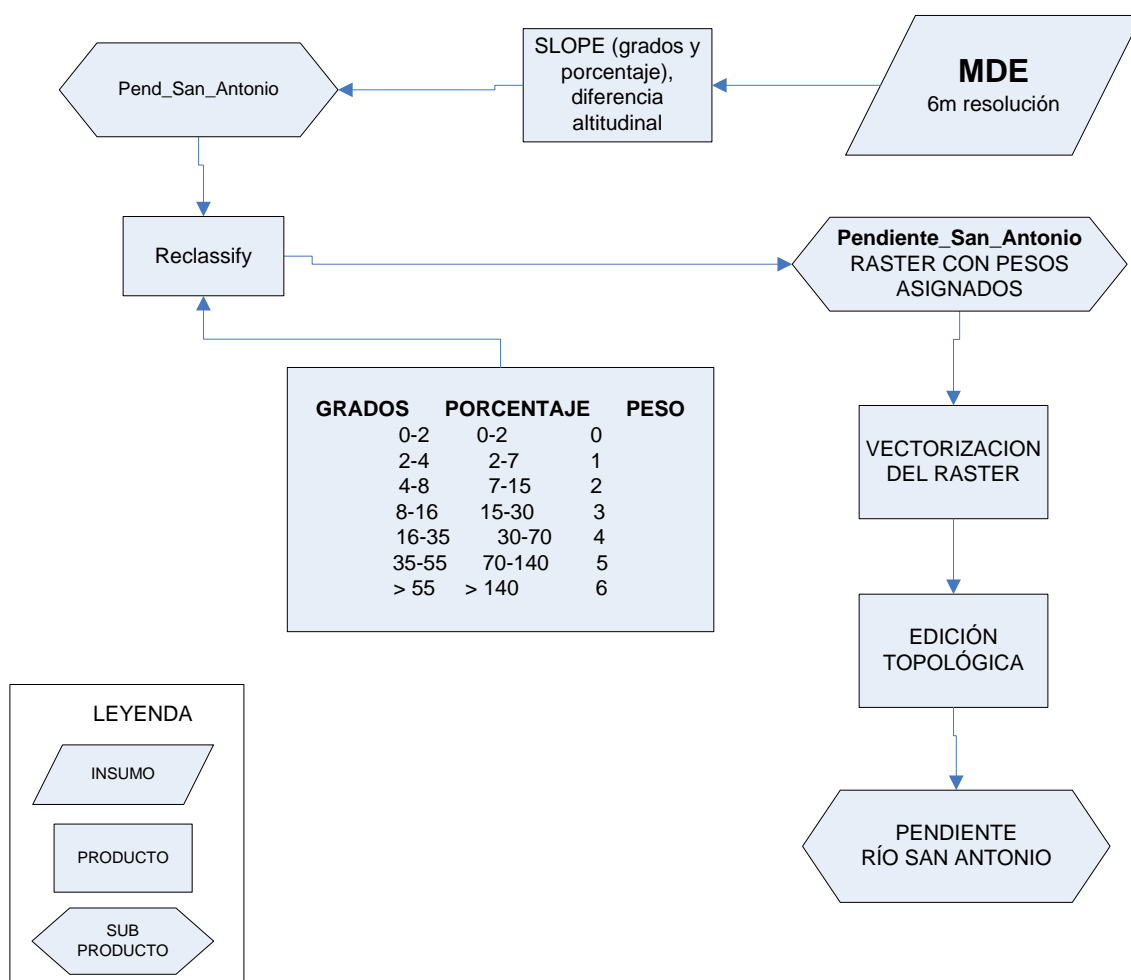 SLOPE (grados y
porcentaje),
diferencia
altitudinal
MDE
6m resolución
Pend_San_Antonio
Reclassify
Pendiente_San_Antonio
RASTER CON PESOS
ASIGNADOS
GRADOS PORCENTAJE PESO
0-2 0-2 0
2-4 2-7 1
4-8 7-15 2
8-16 15-30 3
16-35 30-70 4
35-55 70-140 5
> 55 > 140 6
VECTORIZACION
DEL RASTER
EDICIÓN
TOPOLÓGICA
PENDIENTE
RÍO SAN ANTONIO
LEYENDA
INSUMO
PRODUCTO
SUB
PRODUCTO